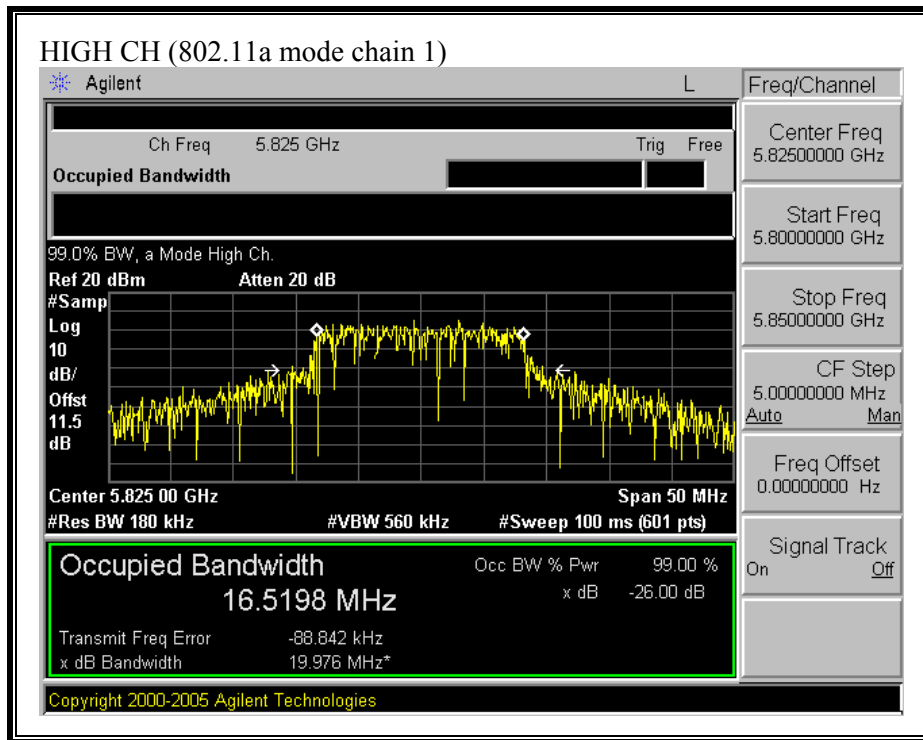 HIGH CH (802.11a mode chain 1)
Agilent L Freq/Channel
Ch Freq 5.825 GHz Trig Free
Occupied Bandwidth
Center Freq
5.82500000 GHz
Start Freq
5.80000000 GHz
Stop Freq
5.85000000 GHz
CF Step
5.00000000 MHz
Auto Man
Freq Offset
0.00000000 Hz
Signal Track
On Off
99.0% BW, a Mode High Ch.
Ref 20 dBm Atten 20 dB
#Samp
Log
10
dB/
Offst
11.5
dB
Center 5.825 00 GHz Span 50 MHz
#Res BW 180 kHz #VBW 560 kHz #Sweep 100 ms (601 pts)
Occupied Bandwidth Occ BW % Pwr 99.00 %
16.5198 MHz x dB -26.00 dB
Transmit Freq Error -88.842 kHz
x dB Bandwidth 19.976 MHz*
Copyright 2000-2005 Agilent Technologies